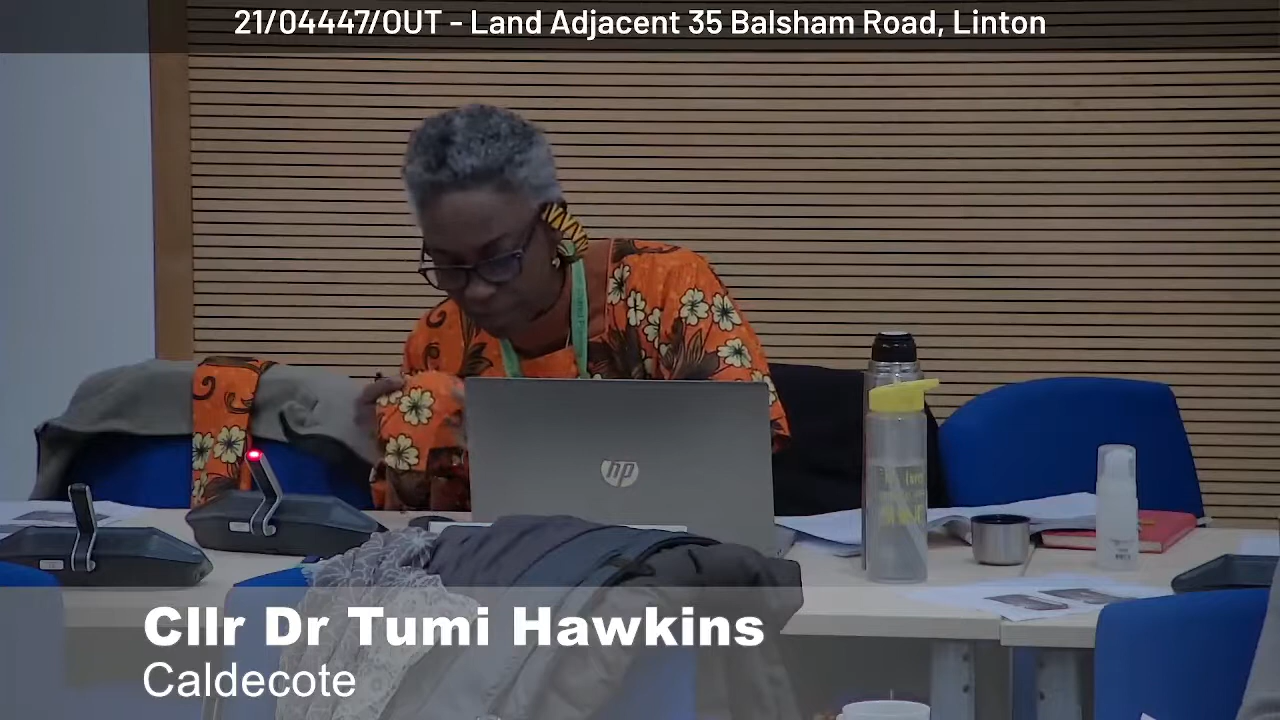 21/04447/OUT - Land Adjacent 35 Balsham Road, Linton
hp
Cllr Dr Tumi Hawkins
Caldecote